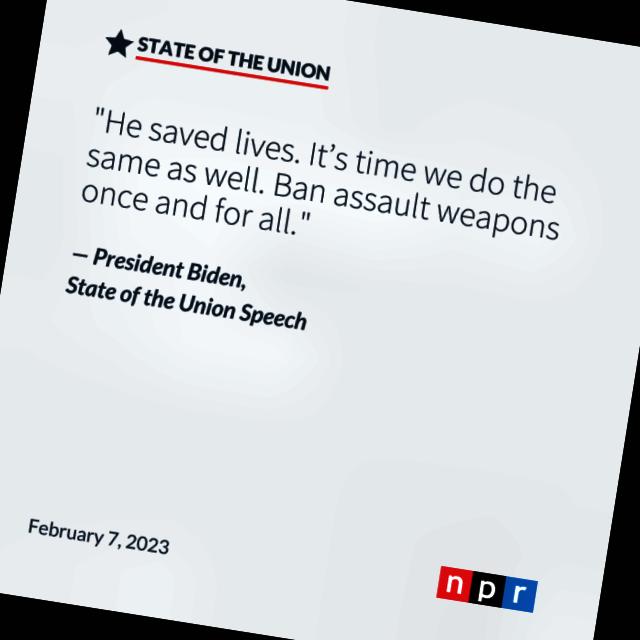 STATE OF THE UNION
"He saved lives. It’s time we do the
same as well. Ban assault weapons
once and for all."
— President Biden,
State of the Union Speech
February 7, 2023
npr